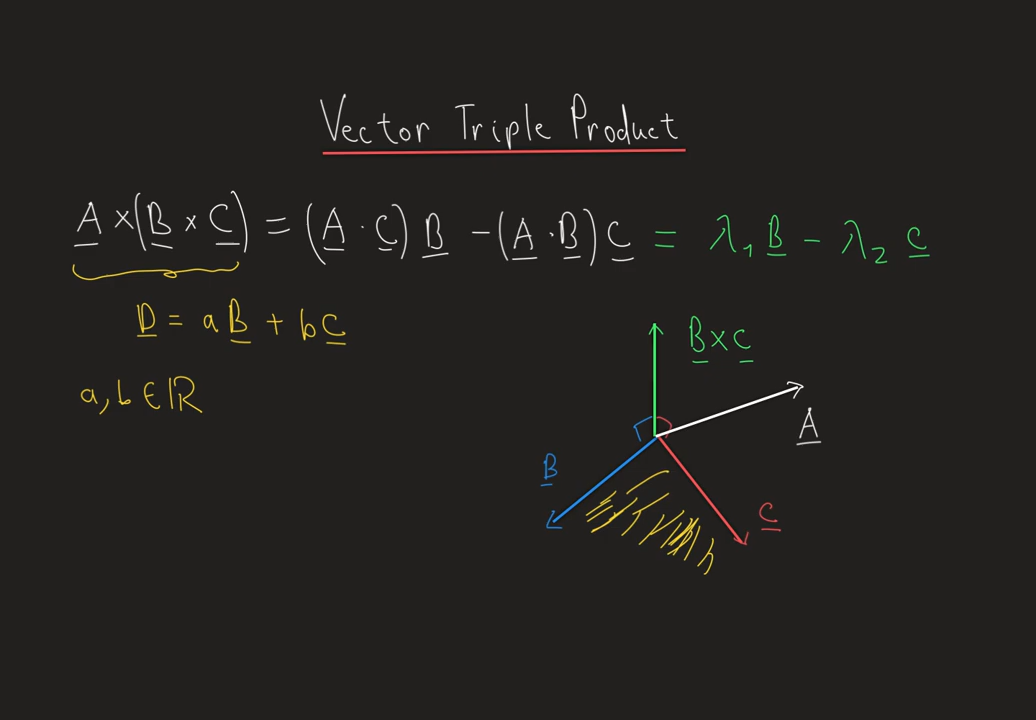 Vector Triple Product
A × (B × C) = (A · C) B - (A · B) C = λ₁ B - λ₂ C
D = aB + bC
B × C
a, b ∈ ℝ
A
B
C